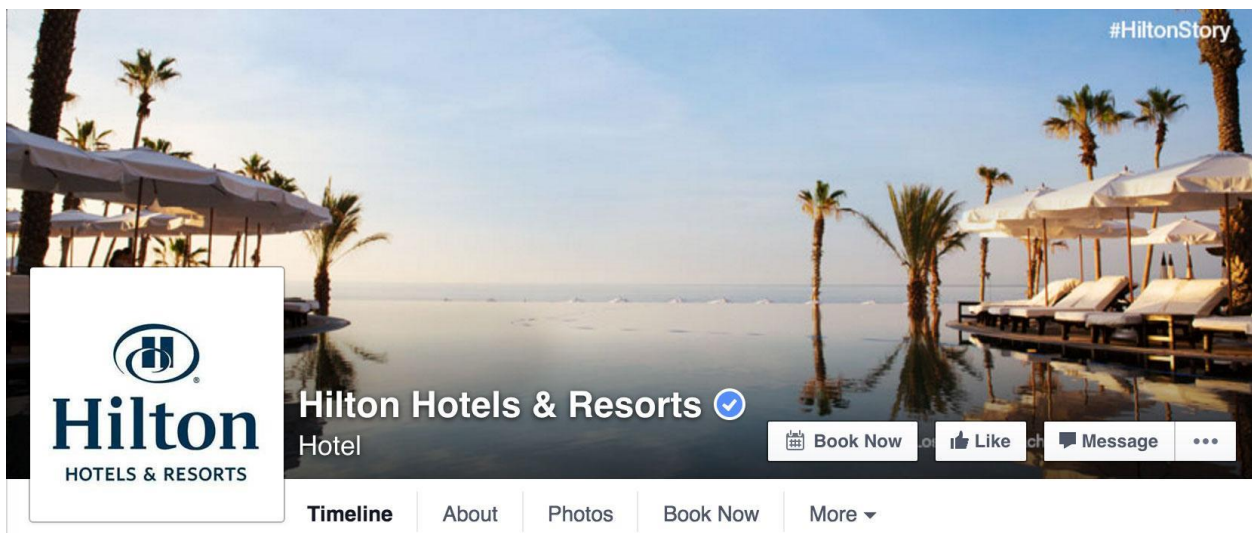 #HiltonStory
H
Hilton
HOTELS & RESORTS
Hilton Hotels & Resorts
Hotel
Book Now
Like
Message
Timeline
About
Photos
Book Now
More